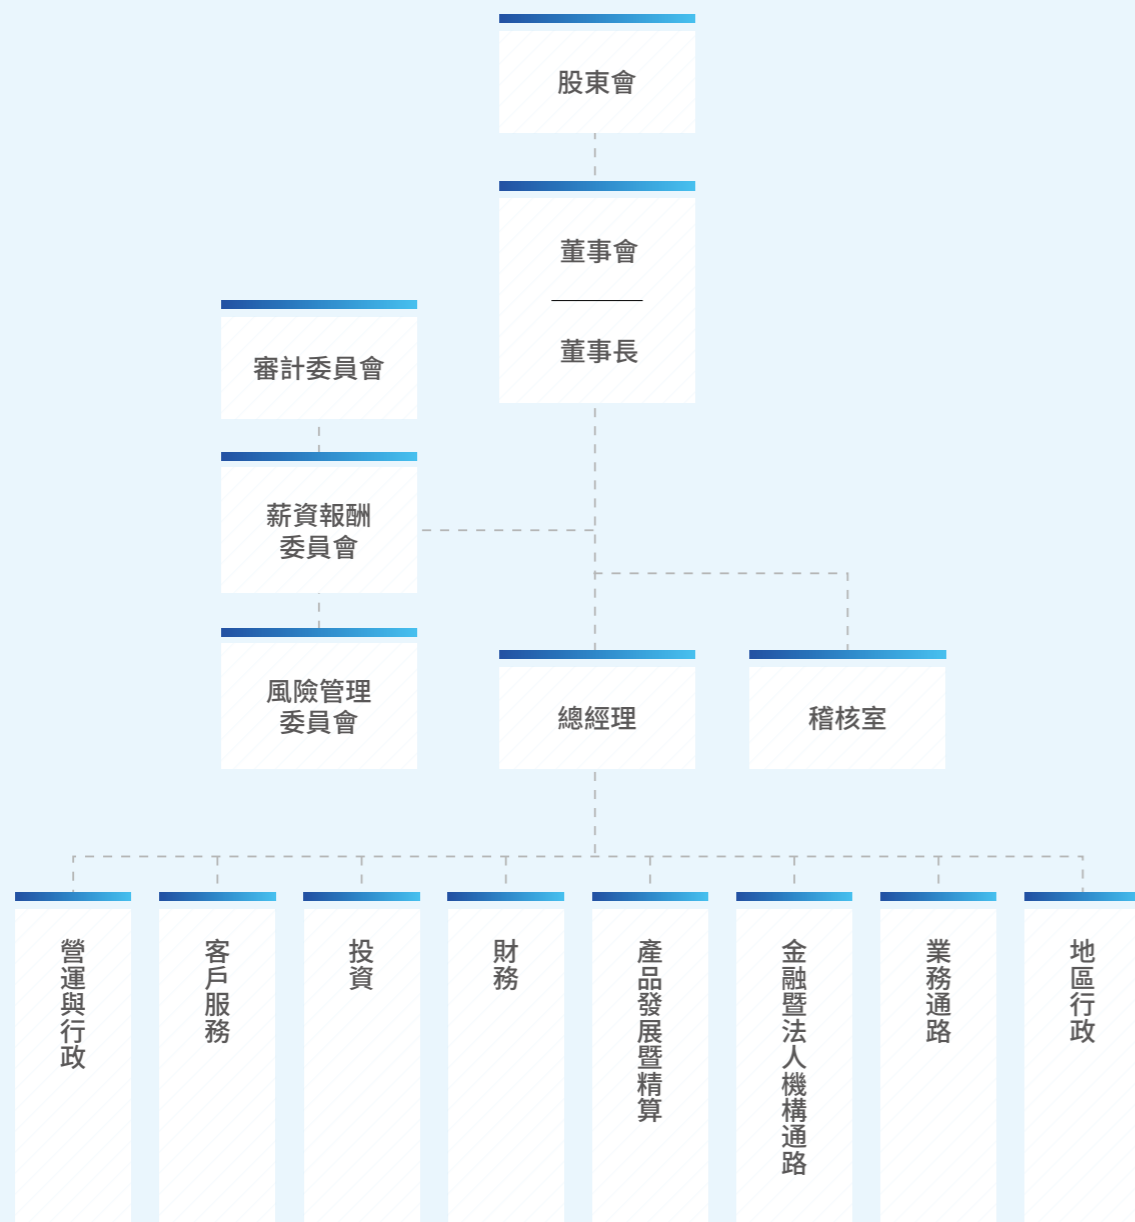 股東會
董事會
董事長
審計委員會
薪資報酬
委員會
風險管理
委員會
總經理
稽核室
營運與行政
客戶服務
投資
財務
產品發展暨精算
金融暨法人機構通路
業務通路
地區行政